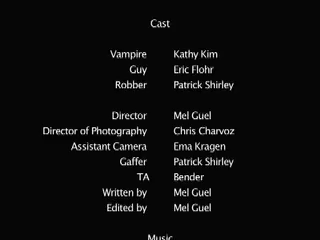 Cast
Vampire Kathy Kim
Guy Eric Flohr
Robber Patrick Shirley
Director Mel Guel
Director of Photography Chris Charvoz
Assistant Camera Ema Kragen
Gaffer Patrick Shirley
TA Bender
Written by Mel Guel
Edited by Mel Guel
Music